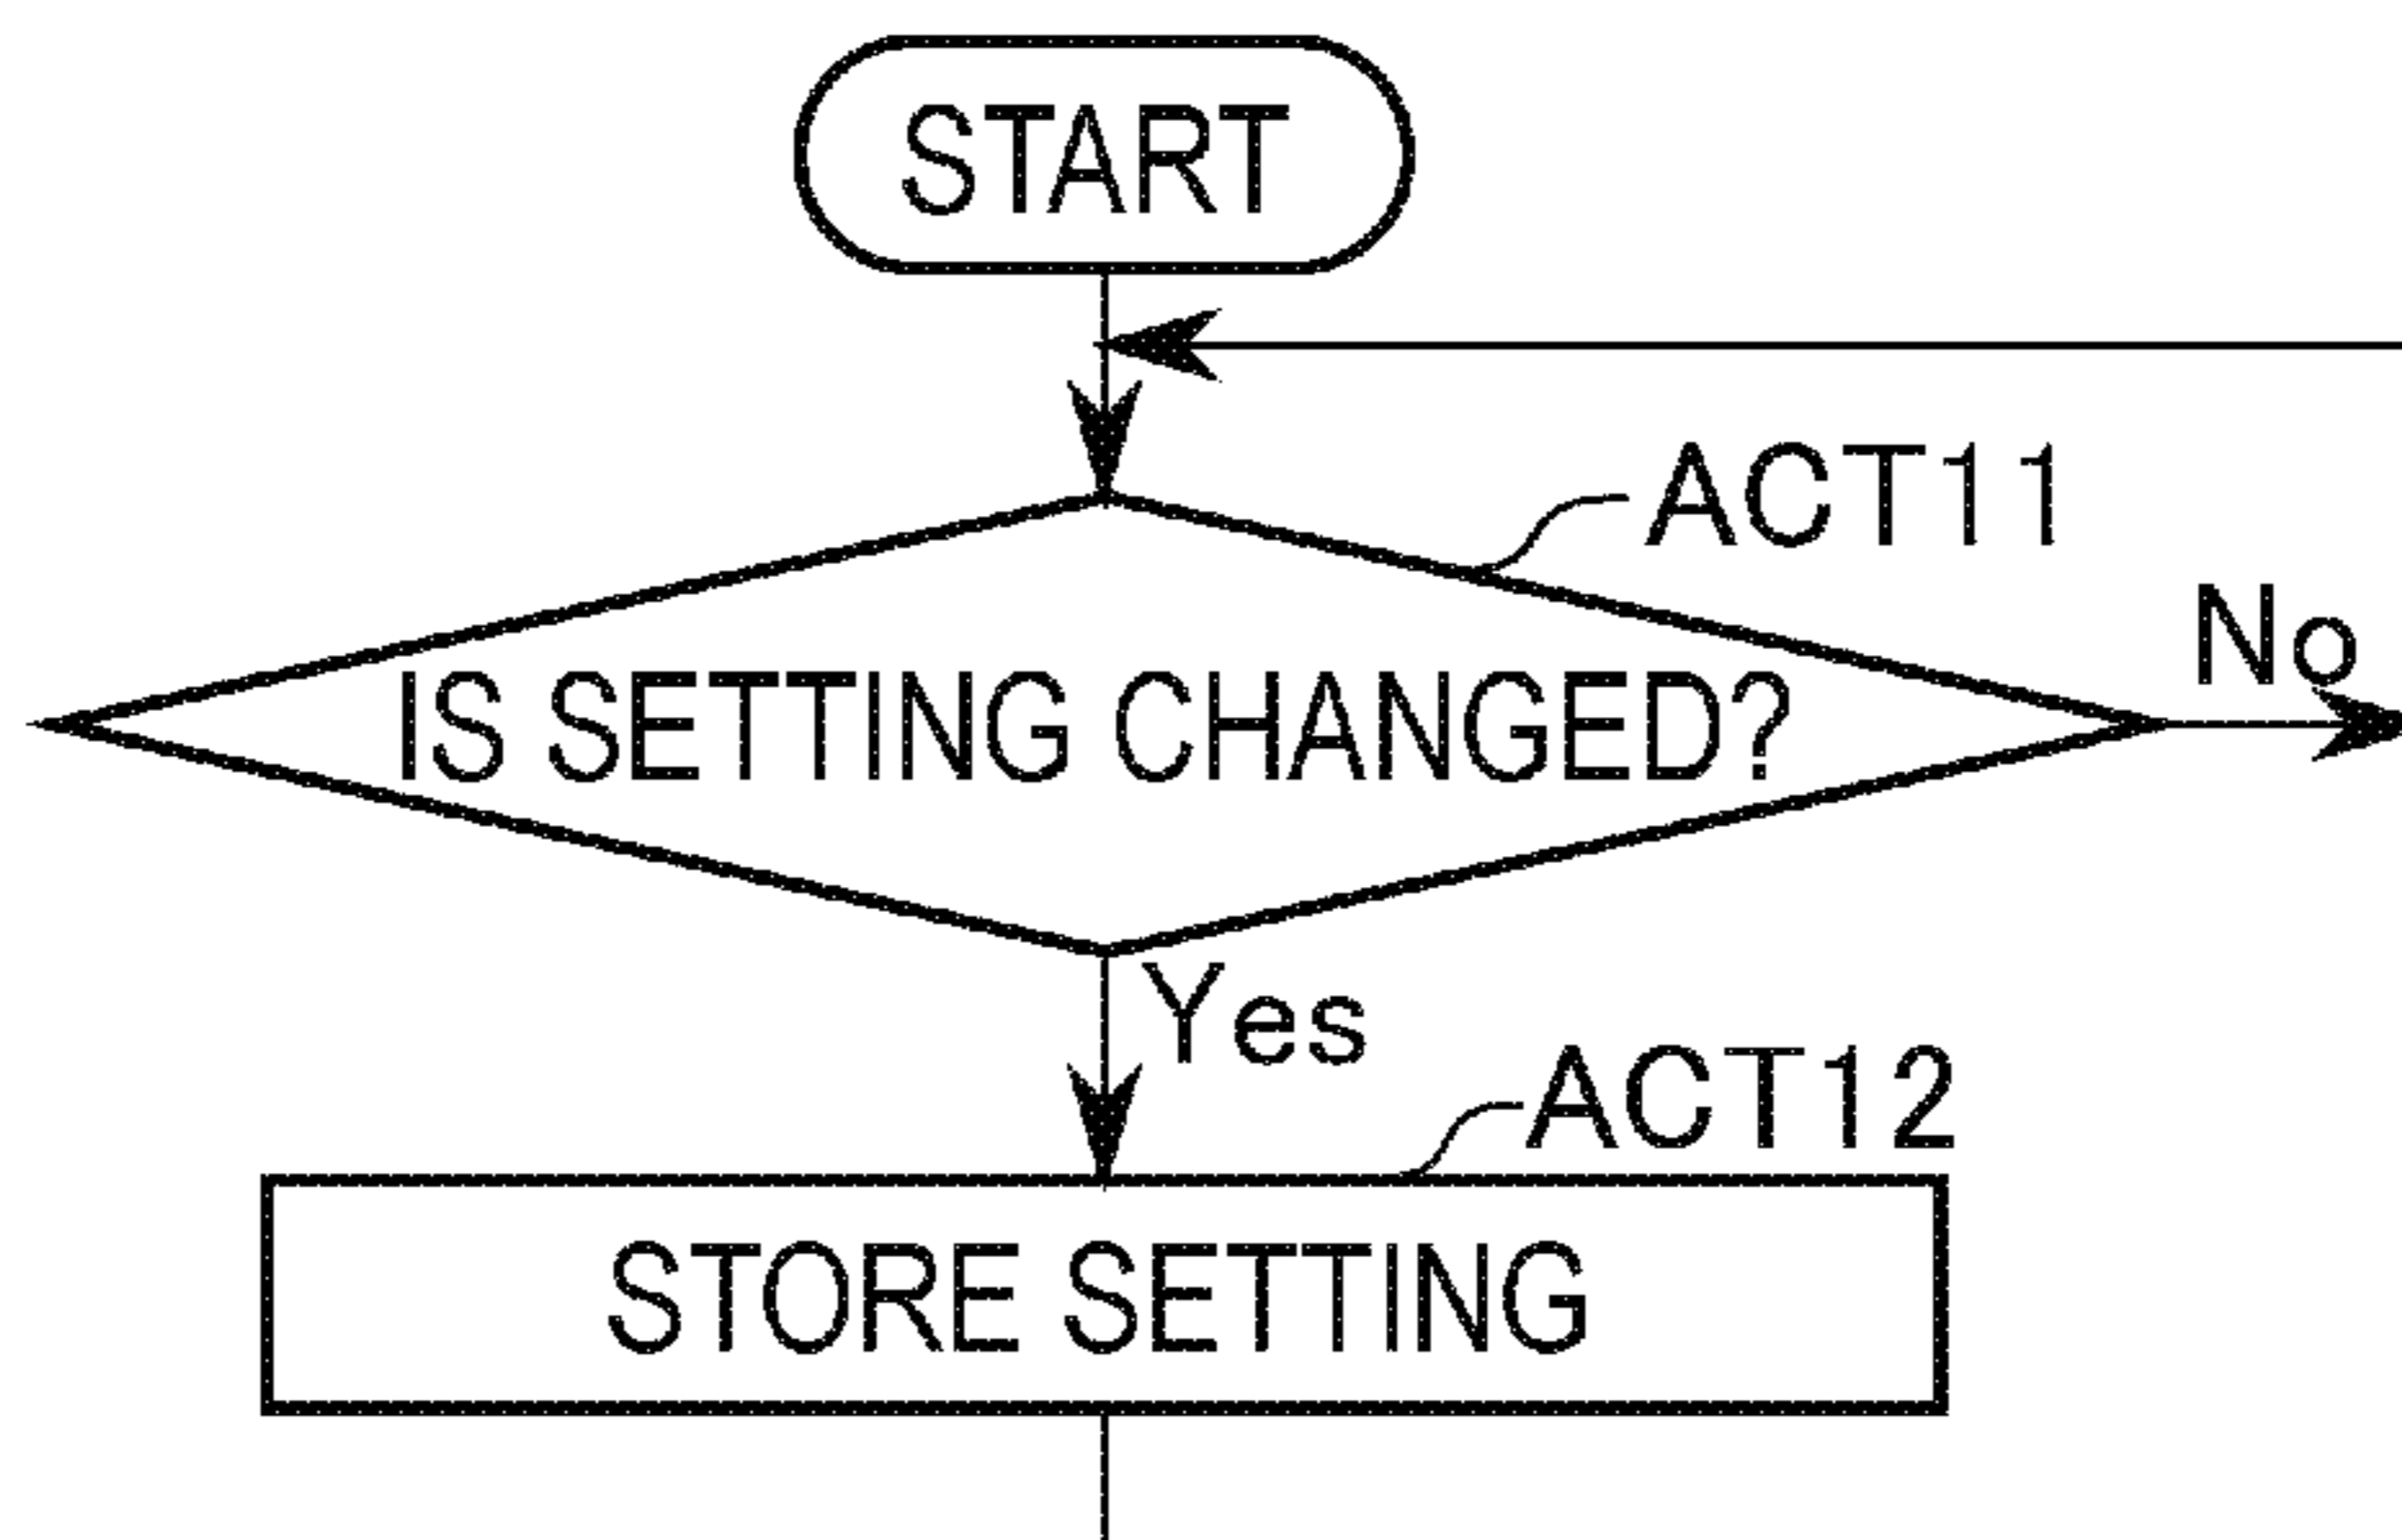 START
ACT11
No
IS SETTING CHANGED?
Yes
ACT12
STORE SETTING